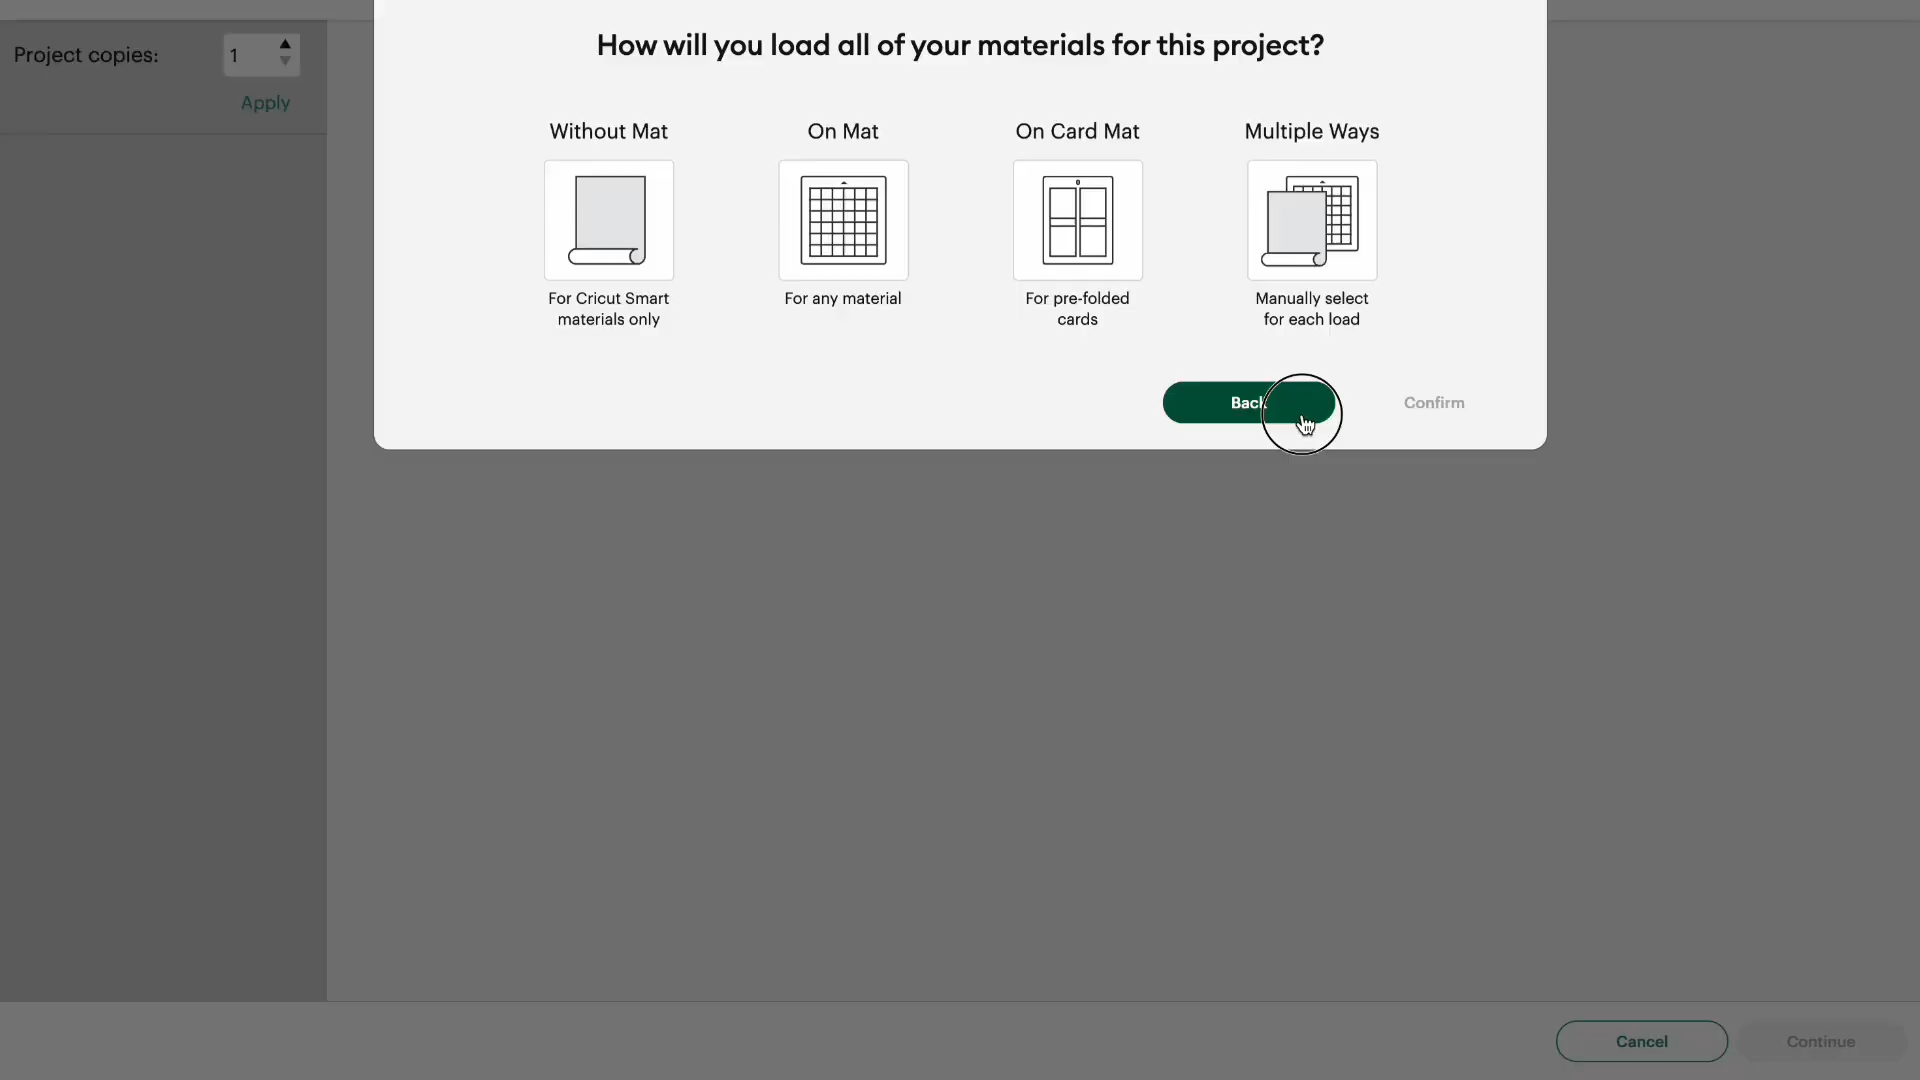 How will you load all of your materials for this project?
Project copies:
1
Apply
Without Mat
On Mat
On Card Mat
Multiple Ways
For Cricut Smart
materials only
For any material
For pre-folded
cards
Manually select
for each load
Back
Confirm
Cancel
Continue